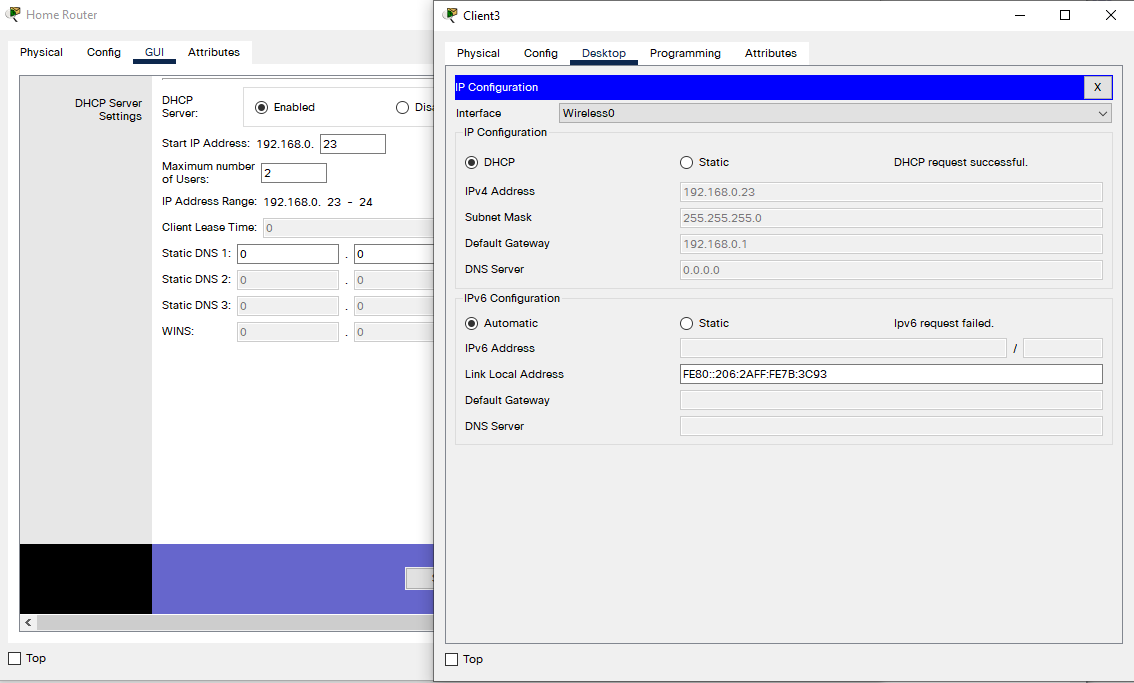 Home Router
Physical Config GUI Attributes
DHCP Server
Settings
DHCP
Server:
Enabled
Start IP Address: 192.168.0. 23
Maximum number
of Users:
2
IP Address Range: 192.168.0. 23 - 24
Client Lease Time: 0
Static DNS 1: 0 . 0
Static DNS 2: 0 . 0
Static DNS 3: 0 . 0
WINS: 0 . 0
<
Top
Client3
Physical Config Desktop Programming Attributes
IP Configuration X
Interface Wireless0
IP Configuration
DHCP Static DHCP request successful.
IPv4 Address 192.168.0.23
Subnet Mask 255.255.255.0
Default Gateway 192.168.0.1
DNS Server 0.0.0.0
IPv6 Configuration
Automatic Static Ipv6 request failed.
IPv6 Address /
Link Local Address FE80::206:2AFF:FE7B:3C93
Default Gateway
DNS Server
Top